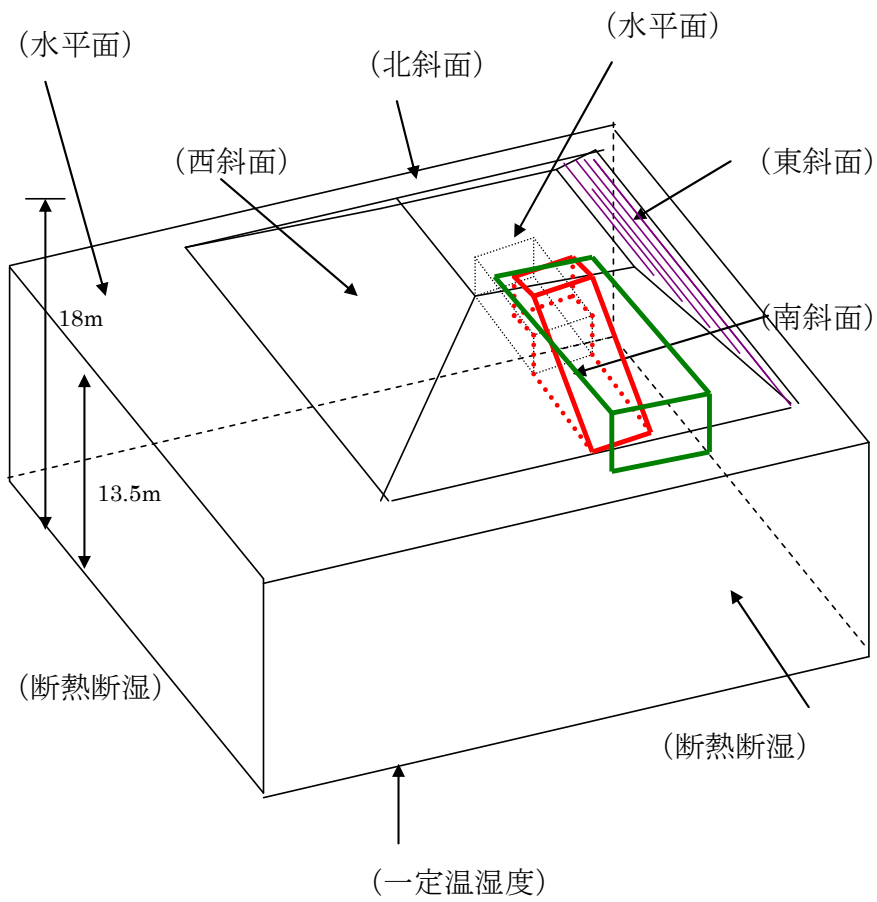 （水平面）
（水平面）
（北斜面）
（西斜面）
（東斜面）
18m
（南斜面）
13.5m
（断熱断湿）
（断熱断湿）
（一定温湿度）